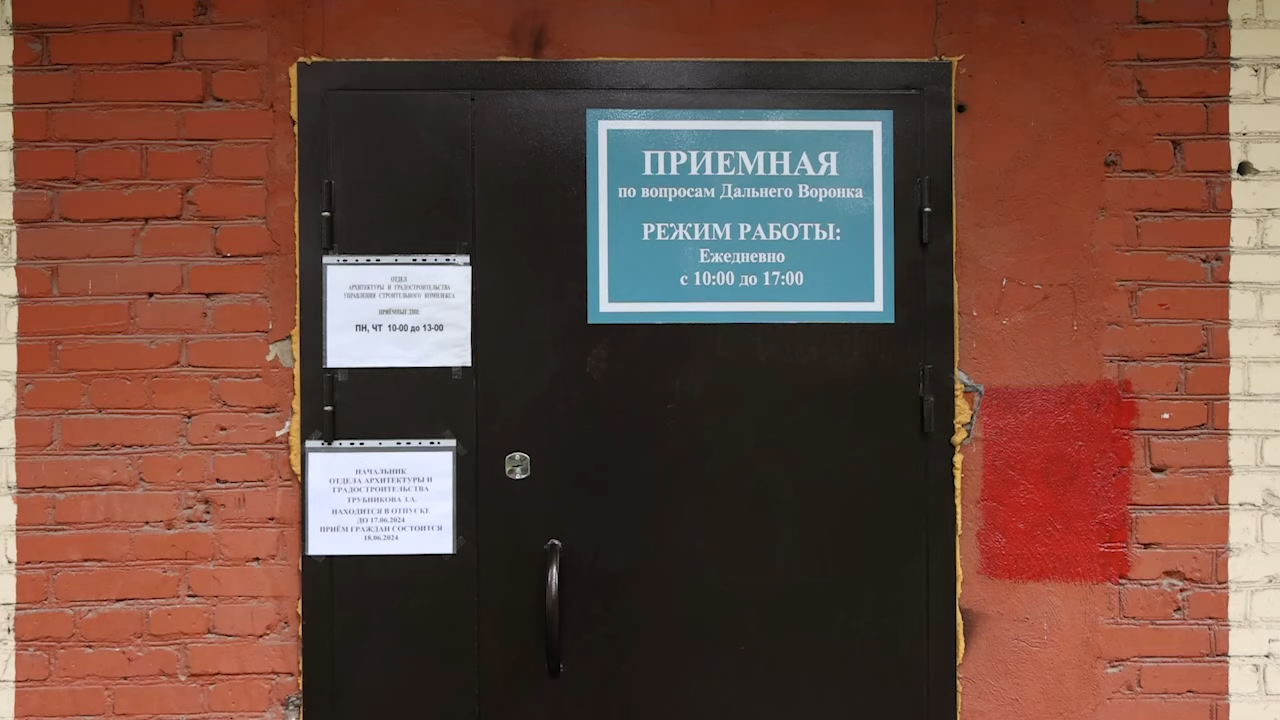 ПРИЕМНАЯ
по вопросам Дальнего Воронка
РЕЖИМ РАБОТЫ:
Ежедневно
с 10:00 до 17:00
ОТДЕЛ
АРХИТЕКТУРЫ И ГРАДОСТРОИТЕЛЬСТВА
УПРАВЛЕНИЯ СТРОИТЕЛЬНОГО КОМПЛЕКСА
ПРИЁМНЫЕ ДНИ:
ПН, ЧТ 10-00 до 13-00
НАЧАЛЬНИК
ОТДЕЛА АРХИТЕКТУРЫ И
ГРАДОСТРОИТЕЛЬСТВА
ТРУБНИКОВА З.А.
НАХОДИТСЯ В ОТПУСКЕ
ДО 17.06.2024
ПРИЁМ ГРАЖДАН СОСТОИТСЯ
18.06.2024